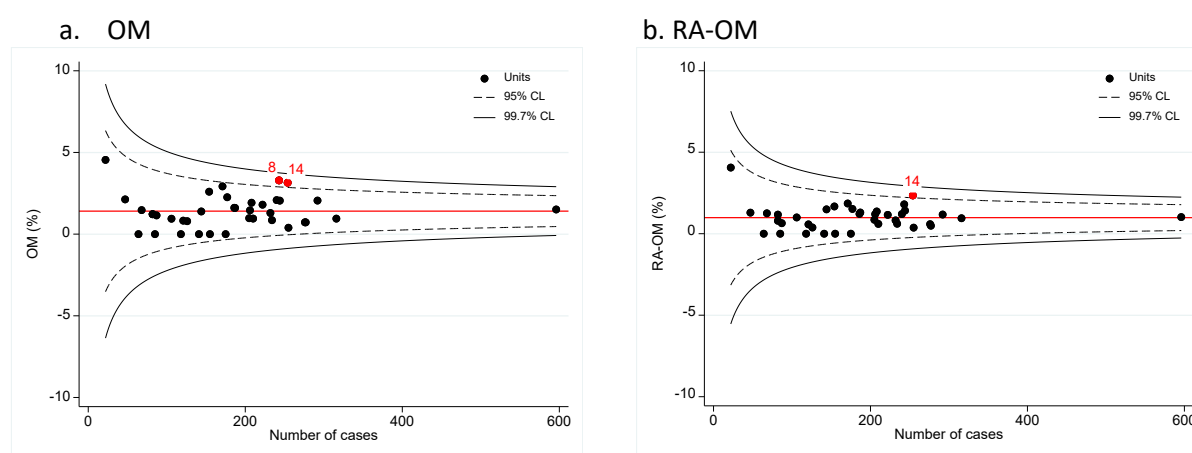 a. OM
10
5
0
-5
-10
OM (%)
0
200
400
600
Number of cases
Units
95% CL
99.7% CL
8
14
b. RA-OM
10
5
0
-5
-10
RA-OM (%)
0
200
400
600
Number of cases
Units
95% CL
99.7% CL
14